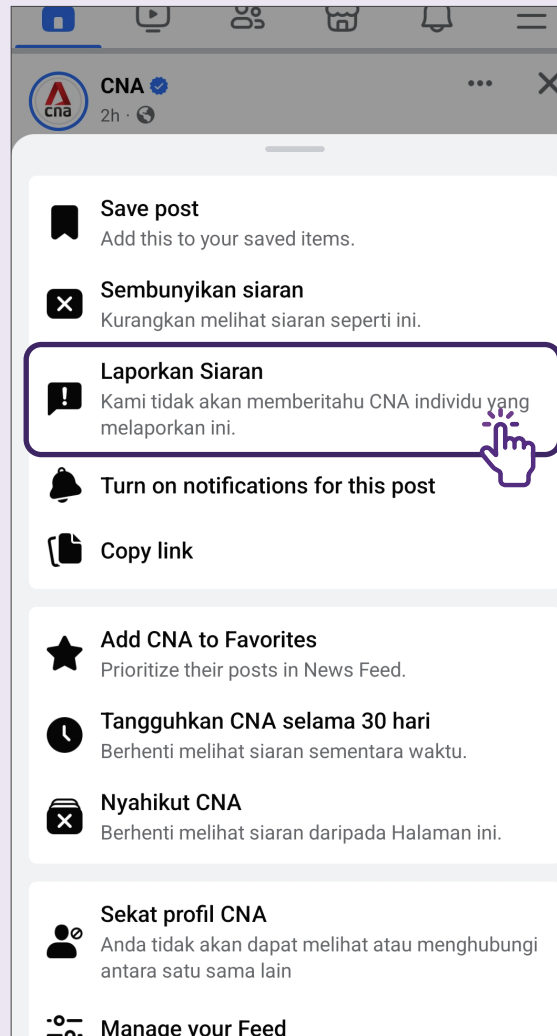 CNA
cna
2h ·
Save post
Add this to your saved items.
Sembunyikan siaran
Kurangkan melihat siaran seperti ini.
Laporkan Siaran
Kami tidak akan memberitahu CNA individu yang
melaporkan ini.
Turn on notifications for this post
Copy link
Add CNA to Favorites
Prioritize their posts in News Feed.
Tangguhkan CNA selama 30 hari
Berhenti melihat siaran sementara waktu.
Nyahikut CNA
Berhenti melihat siaran daripada Halaman ini.
Sekat profil CNA
Anda tidak akan dapat melihat atau menghubungi
antara satu sama lain
Manage your Feed